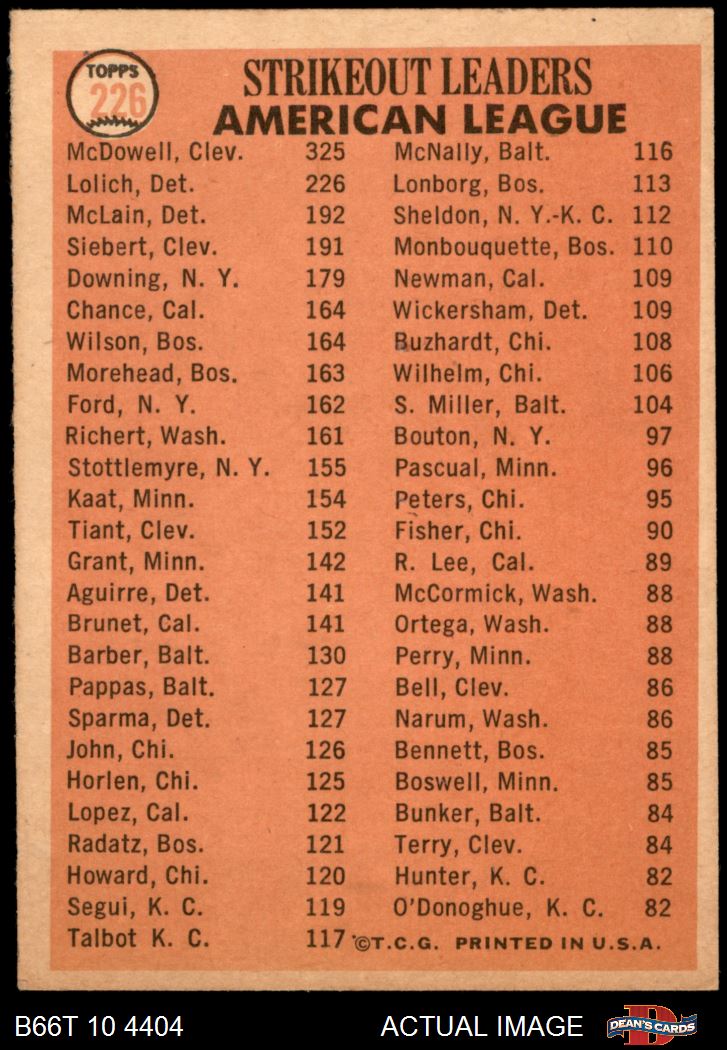 TOPPS
226
STRIKEOUT LEADERS
AMERICAN LEAGUE
McDowell, Clev. 325
Lolich, Det. 226
McLain, Det. 192
Siebert, Clev. 191
Downing, N. Y. 179
Chance, Cal. 164
Wilson, Bos. 164
Morehead, Bos. 163
Ford, N. Y. 162
Richert, Wash. 161
Stottlemyre, N. Y. 155
Kaat, Minn. 154
Tiant, Clev. 152
Grant, Minn. 142
Aguirre, Det. 141
Brunet, Cal. 141
Barber, Balt. 130
Pappas, Balt. 127
Sparma, Det. 127
John, Chi. 126
Horlen, Chi. 125
Lopez, Cal. 122
Radatz, Bos. 121
Howard, Chi. 120
Segui, K. C. 119
Talbot K. C. 117
McNally, Balt. 116
Lonborg, Bos. 113
Sheldon, N. Y.-K. C. 112
Monbouquette, Bos. 110
Newman, Cal. 109
Wickersham, Det. 109
Buzhardt, Chi. 108
Wilhelm, Chi. 106
S. Miller, Balt. 104
Bouton, N. Y. 97
Pascual, Minn. 96
Peters, Chi. 95
Fisher, Chi. 90
R. Lee, Cal. 89
McCormick, Wash. 88
Ortega, Wash. 88
Perry, Minn. 88
Bell, Clev. 86
Narum, Wash. 86
Bennett, Bos. 85
Boswell, Minn. 85
Bunker, Balt. 84
Terry, Clev. 84
Hunter, K. C. 82
O'Donoghue, K. C. 82
©T.C.G. PRINTED IN U.S.A.
B66T 10 4404
ACTUAL IMAGE
D
DEAN'S CARDS